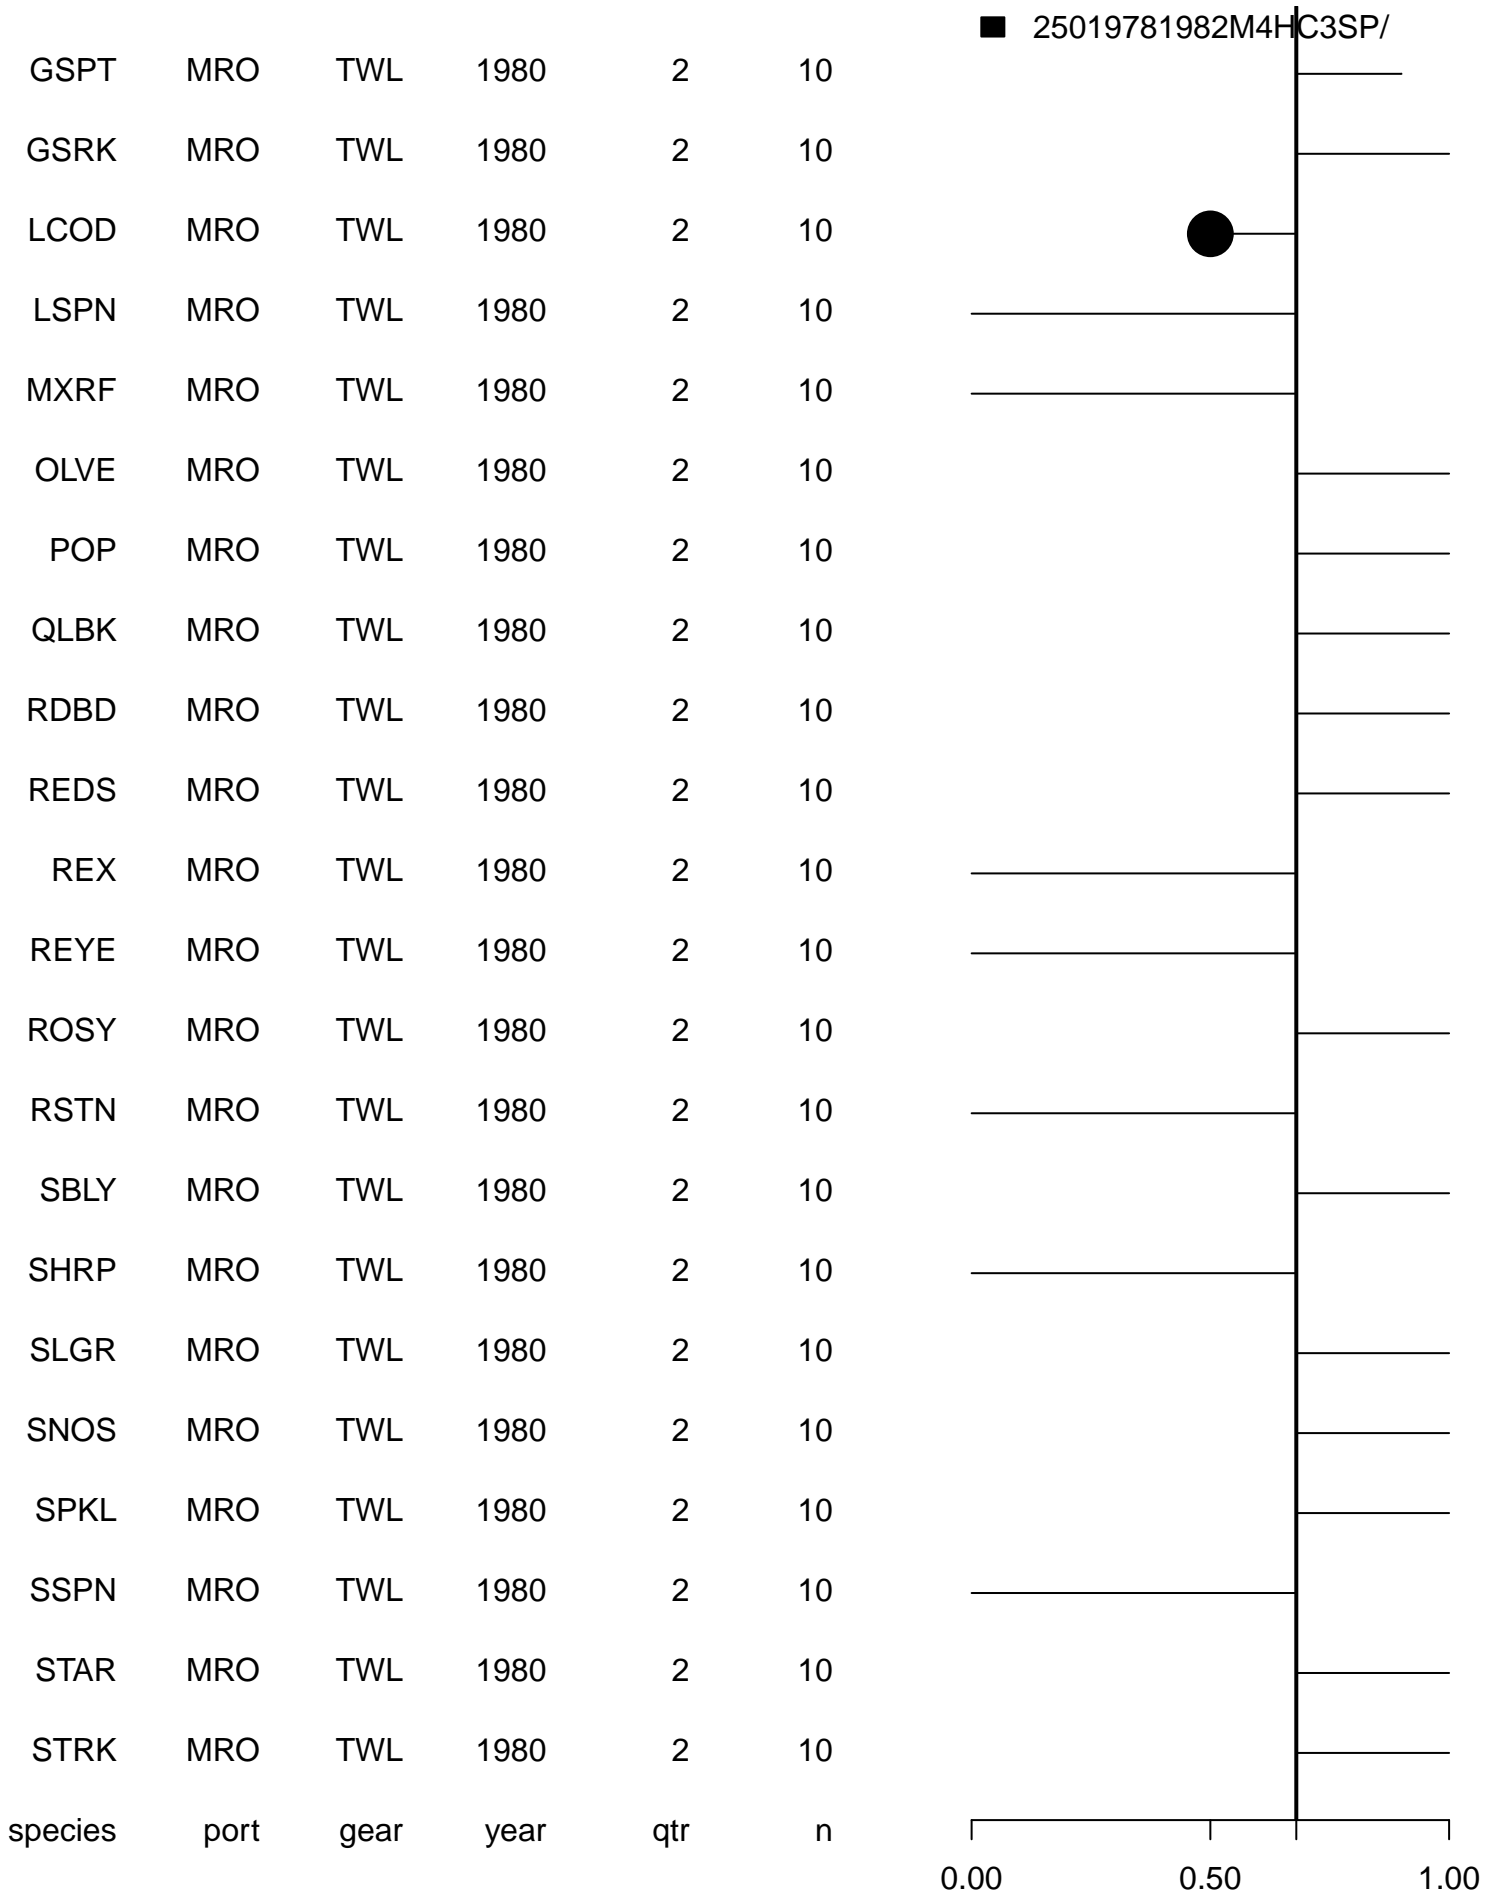 25019781982M4HC3SP/
GSPT MRO TWL 1980 2 10
GSRK MRO TWL 1980 2 10
LCOD MRO TWL 1980 2 10
LSPN MRO TWL 1980 2 10
MXRF MRO TWL 1980 2 10
OLVE MRO TWL 1980 2 10
POP MRO TWL 1980 2 10
QLBK MRO TWL 1980 2 10
RDBD MRO TWL 1980 2 10
REDS MRO TWL 1980 2 10
REX MRO TWL 1980 2 10
REYE MRO TWL 1980 2 10
ROSY MRO TWL 1980 2 10
RSTN MRO TWL 1980 2 10
SBLY MRO TWL 1980 2 10
SHRP MRO TWL 1980 2 10
SLGR MRO TWL 1980 2 10
SNOS MRO TWL 1980 2 10
SPKL MRO TWL 1980 2 10
SSPN MRO TWL 1980 2 10
STAR MRO TWL 1980 2 10
STRK MRO TWL 1980 2 10
species port gear year qtr n
0.00 0.50 1.00